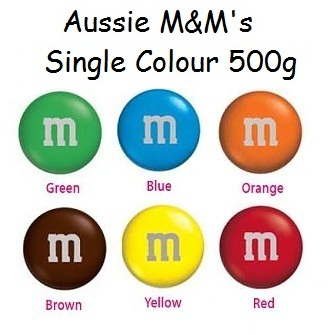 Aussie M&M's
Single Colour 500g
m m m
Green Blue Orange
m m m
Brown Yellow Red